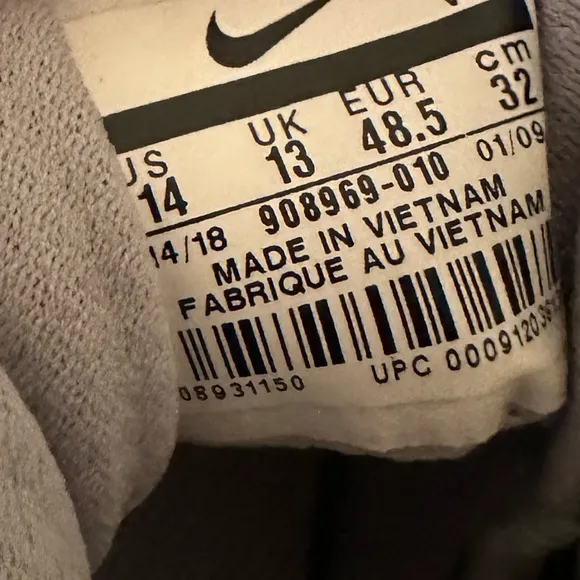 US UK EUR cm
14 13 48.5 32
14/18 908969-010 01/09
MADE IN VIETNAM
FABRIQUE AU VIETNAM
08931150 UPC 0009120